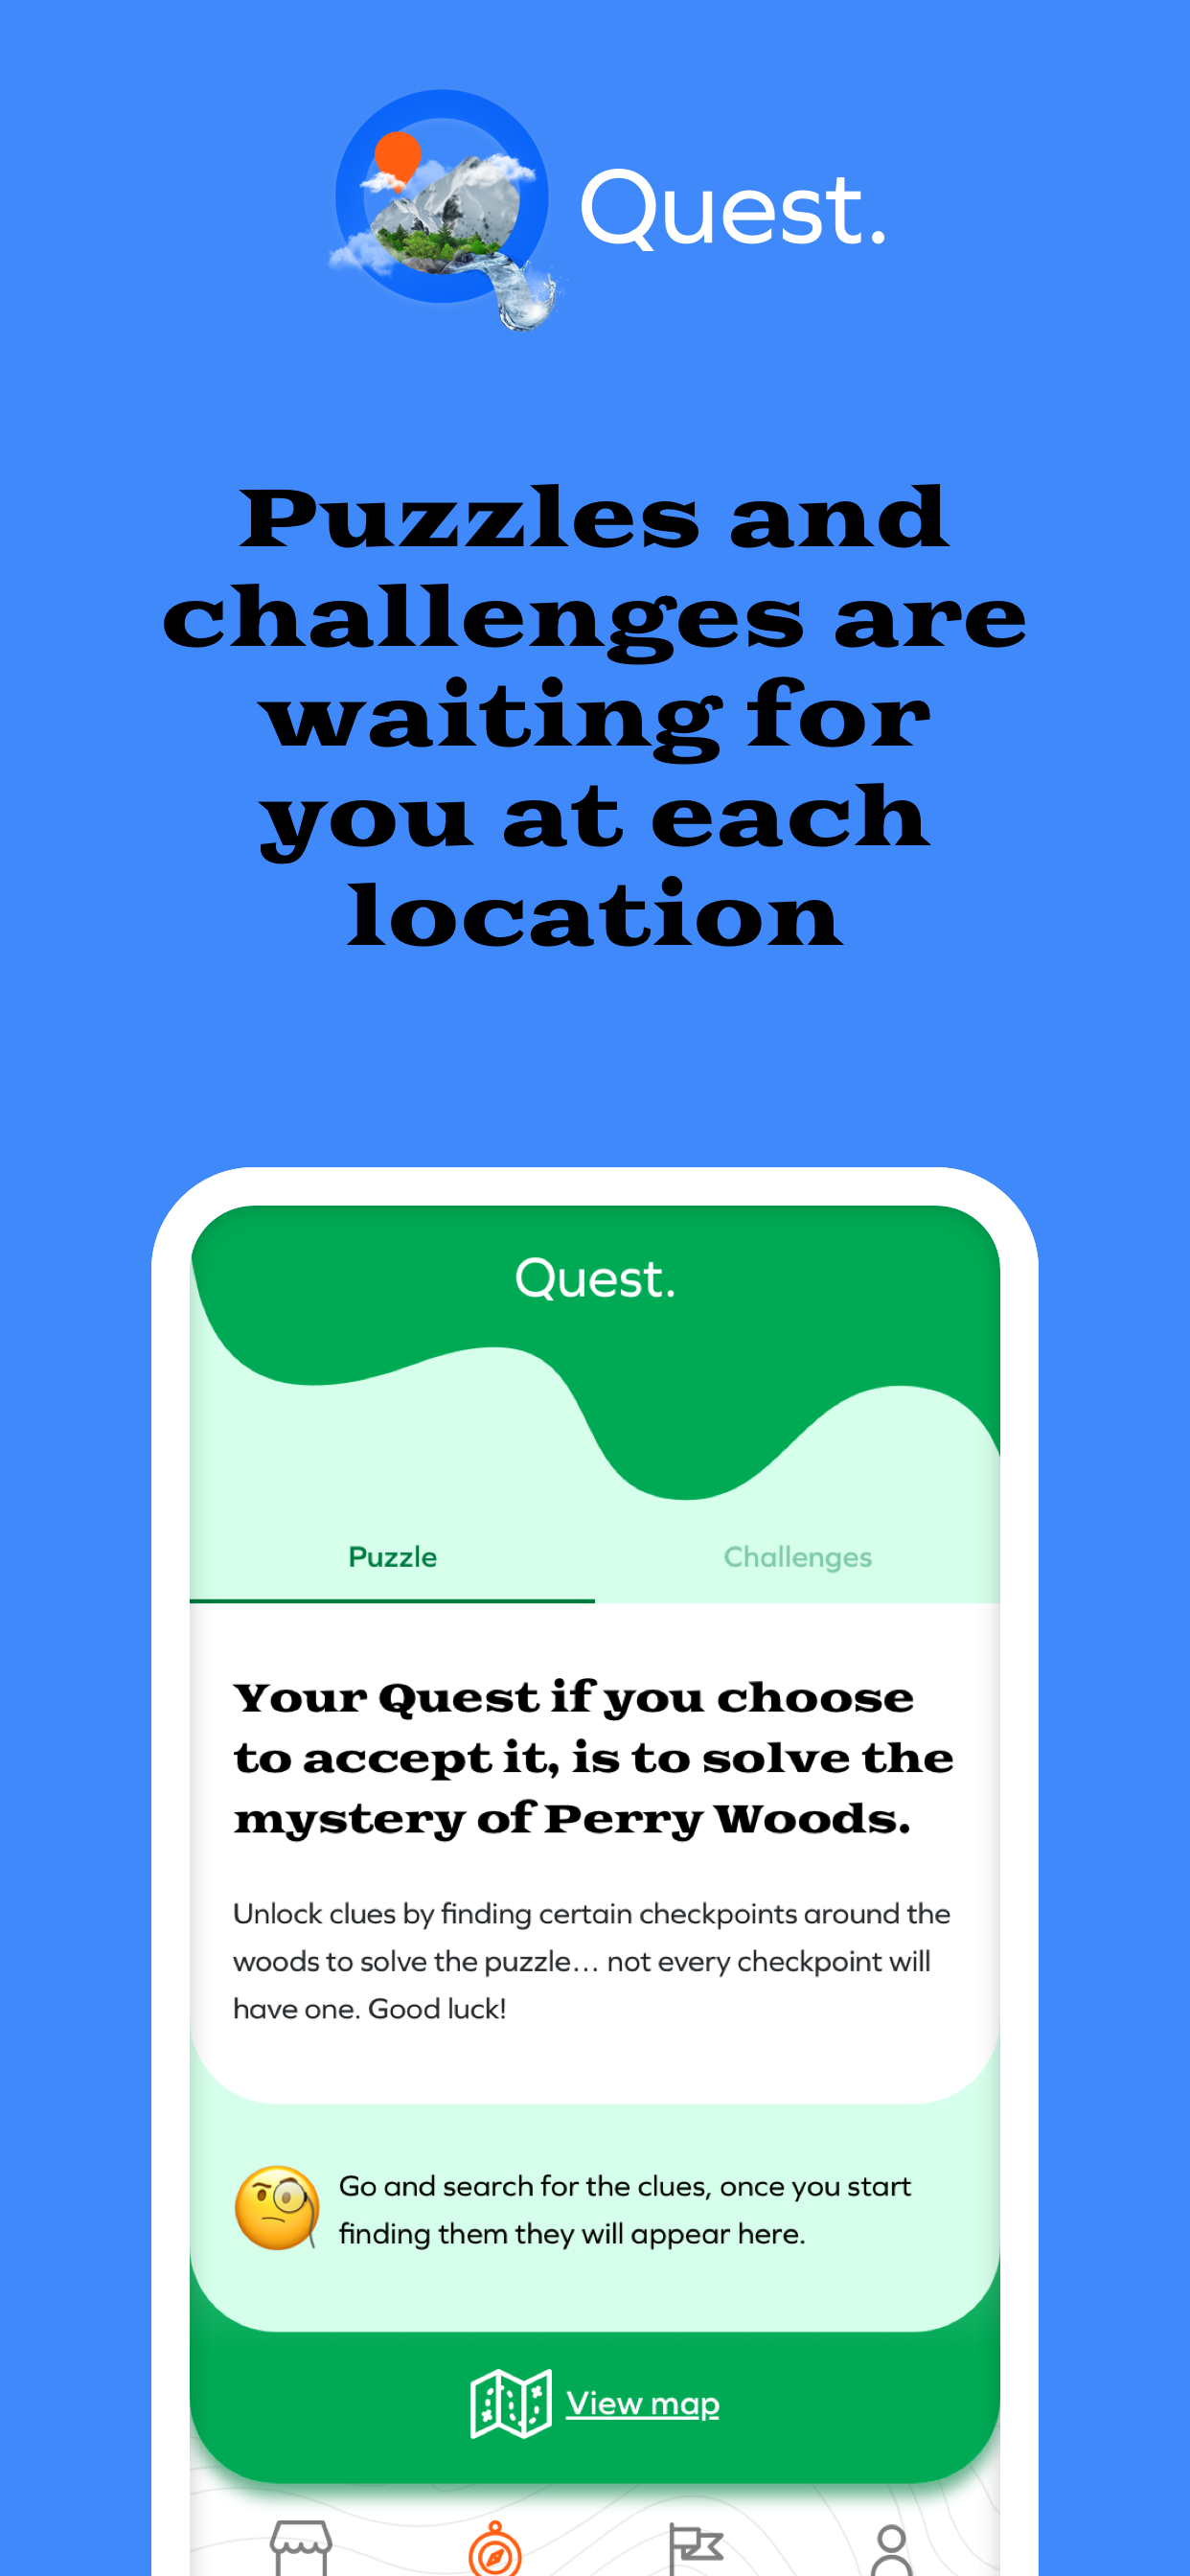 Quest.
Puzzles and
challenges are
waiting for
you at each
location
Quest.
Puzzle
Challenges
Your Quest if you choose
to accept it, is to solve the
mystery of Perry Woods.
Unlock clues by finding certain checkpoints around the
woods to solve the puzzle... not every checkpoint will
have one. Good luck!
Go and search for the clues, once you start
finding them they will appear here.
View map